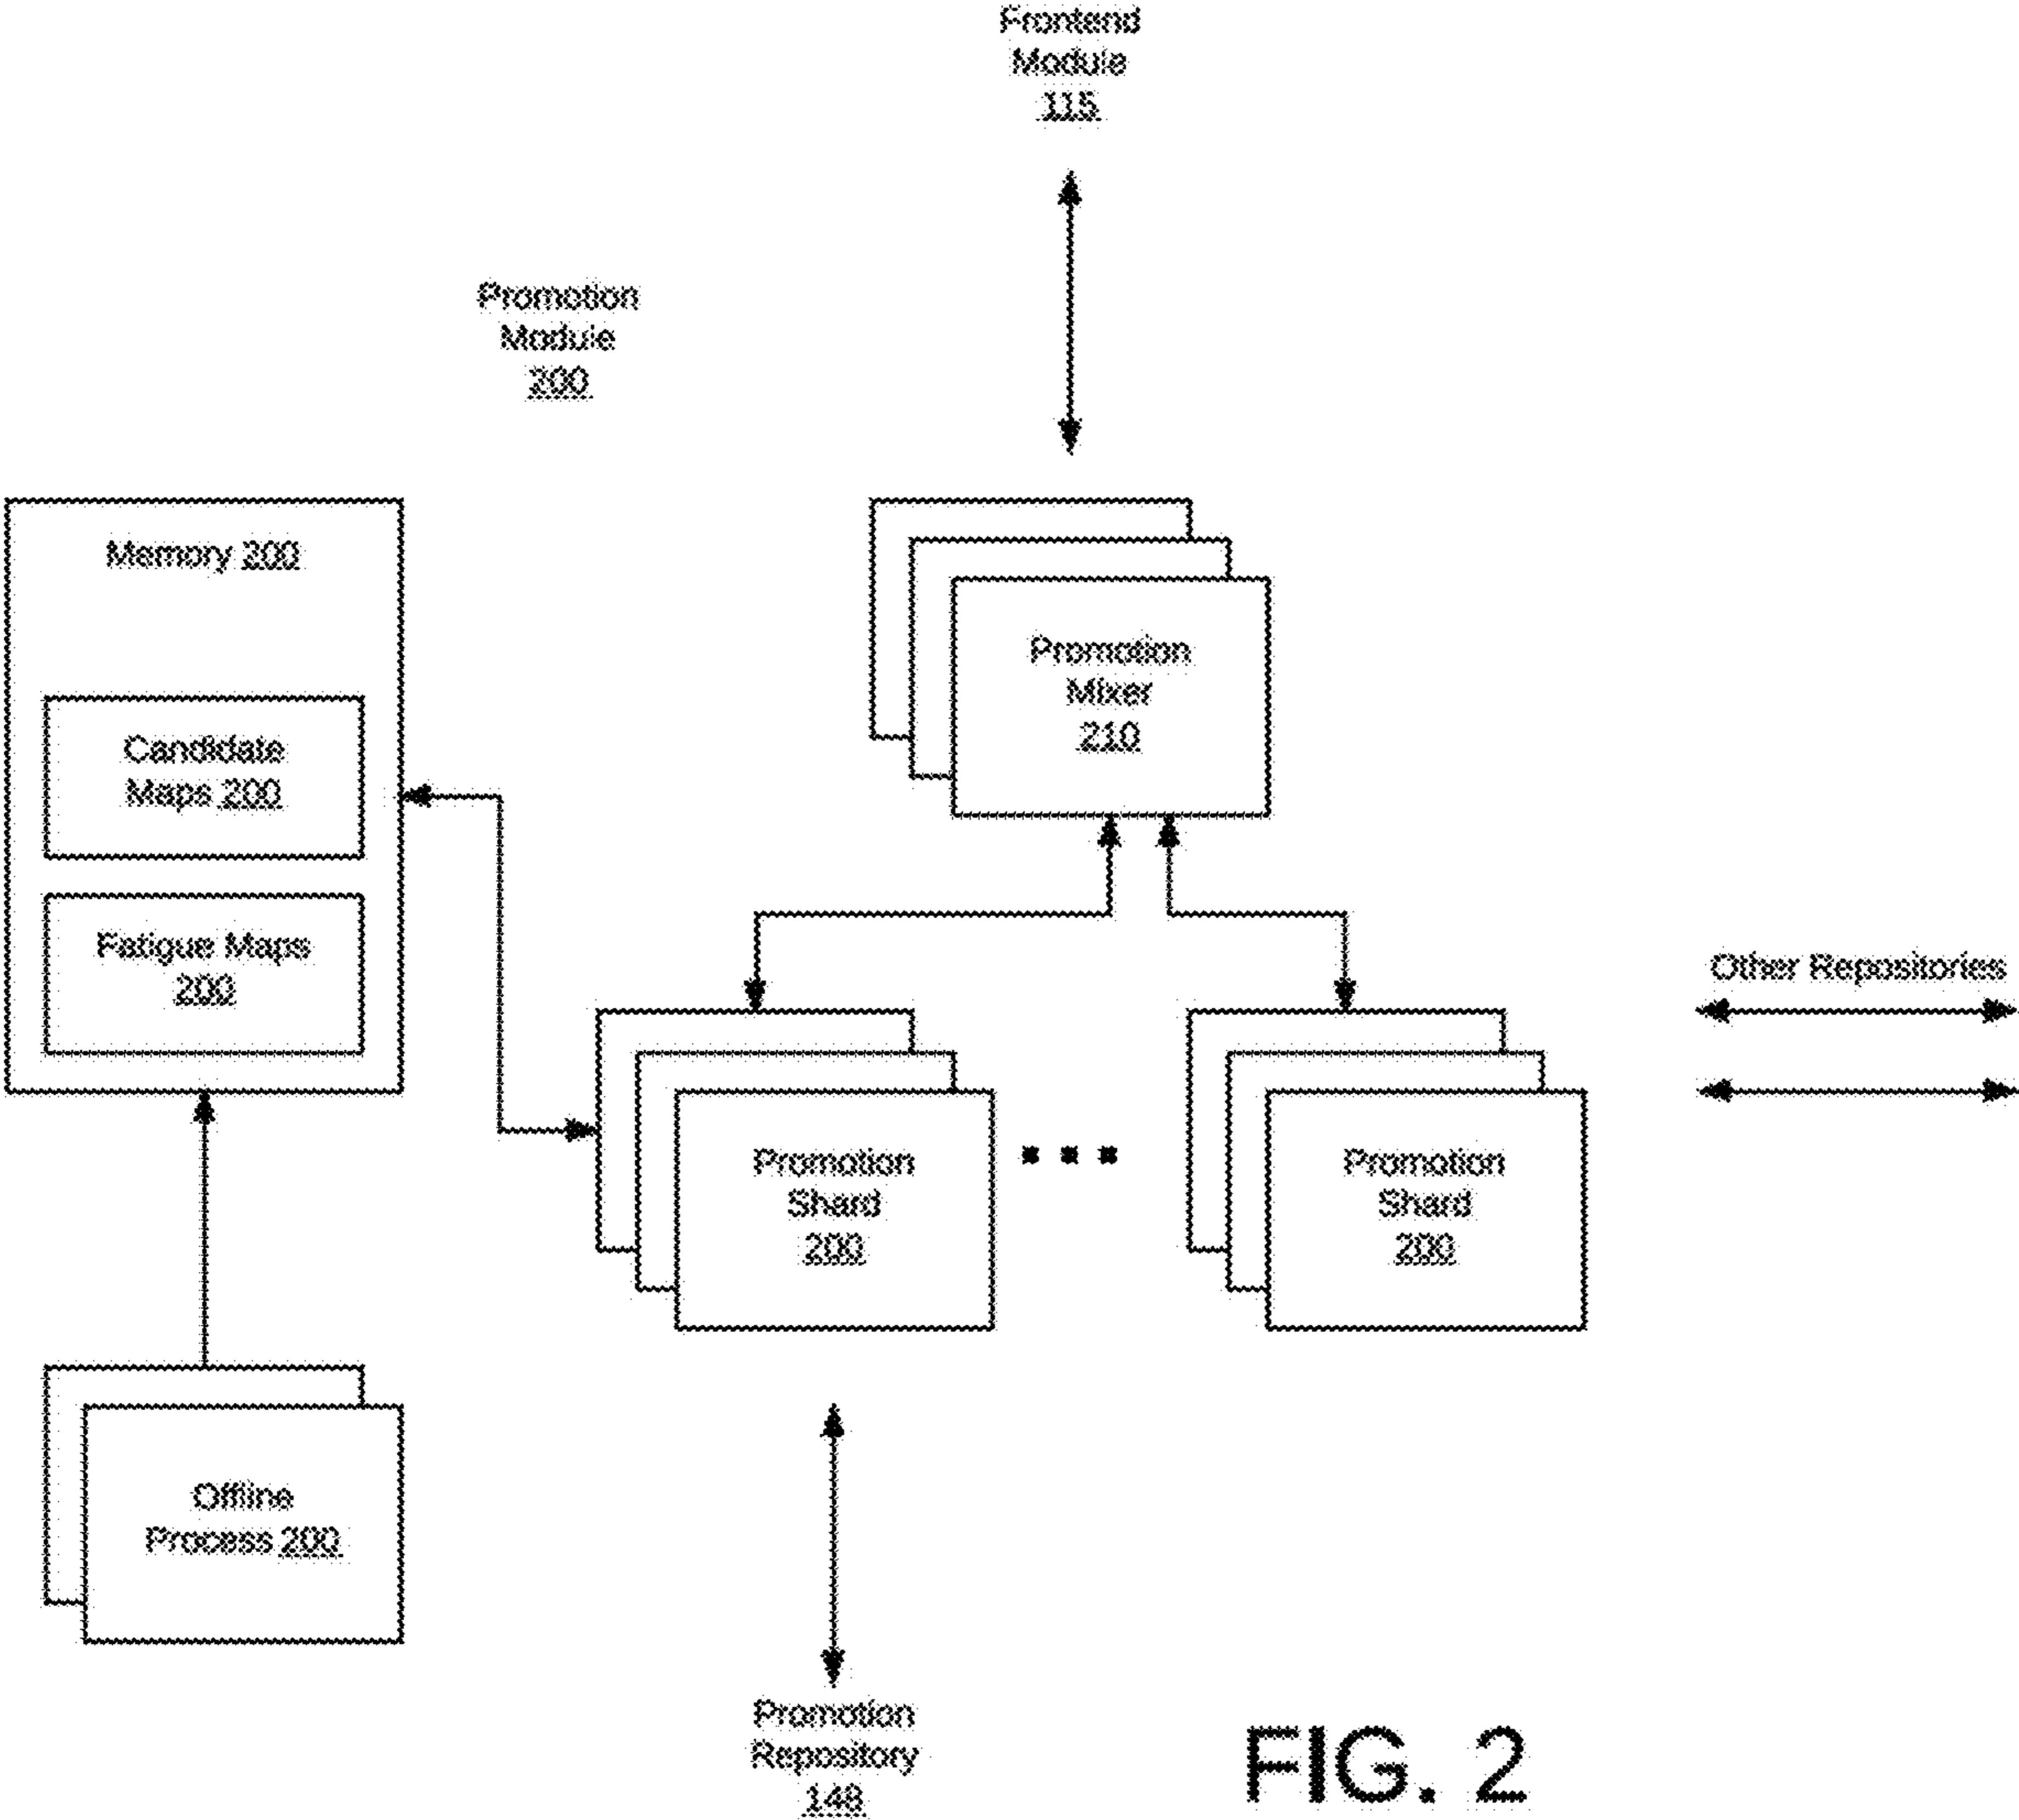 Frontend
Module
115
Promotion
Module
200
Memory 200
Candidate
Maps 200
Fatigue Maps
200
Promotion
Mixer
210
Other Repositories
Promotion
Shard
200
Promotion
Shard
200
Offline
Process 200
Promotion
Repository
148
FIG. 2